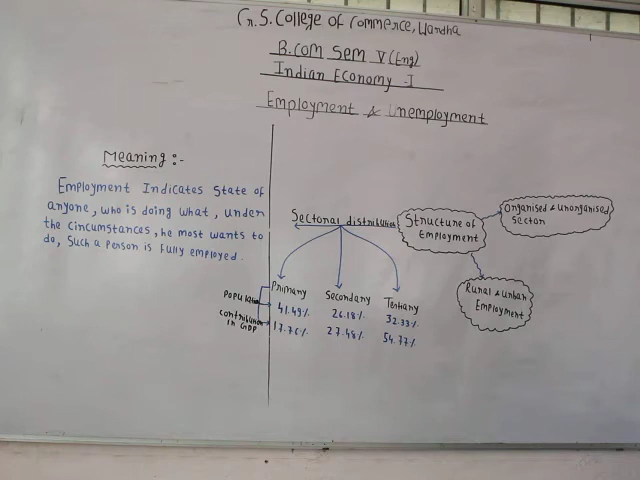 G.S. College of Commerce, Wardha
B.Com Sem V (Eng)
Indian Economy - I
Employment & Unemployment
Meaning :-
Employment Indicates State of
anyone, who is doing what, under
the circumstances, he most wants to
do, Such a person is fully employed.
Sectoral distribution
Structure of
Employment
Organised & unorganised
Sector
Rural & urban
Employment
Primary Secondary Tertiary
Population 41.49% 26.18% 32.33%
Contribution
in GDP 17.76% 27.48% 54.77%